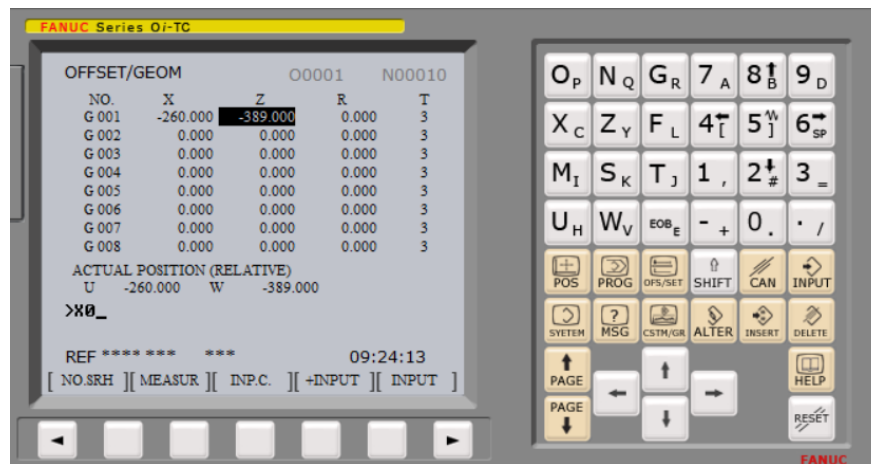 FANUC Series Oi-TC
OFFSET/GEOM O0001 N00010
NO. X Z R T
G 001 -260.000 -389.000 0.000 3
G 002 0.000 0.000 0.000 3
G 003 0.000 0.000 0.000 3
G 004 0.000 0.000 0.000 3
G 005 0.000 0.000 0.000 3
G 006 0.000 0.000 0.000 3
G 007 0.000 0.000 0.000 3
G 008 0.000 0.000 0.000 3
ACTUAL POSITION (RELATIVE)
U -260.000 W -389.000
>X0_
REF **** *** *** 09:24:13
[ NO.SRH ][ MEASUR ][ INP.C. ][ +INPUT ][ INPUT ]
OP NQ GR 7A 8B 9D
XC ZY FL 4[ 5] 6SP
MI SK TJ 1, 2# 3_
UH WV EOBE -+ 0. ·/
POS PROG OFS/SET SHIFT CAN INPUT
SYETEM MSG CSTM/GR ALTER INSERT DELETE
PAGE HELP
PAGE RESET
FANUC